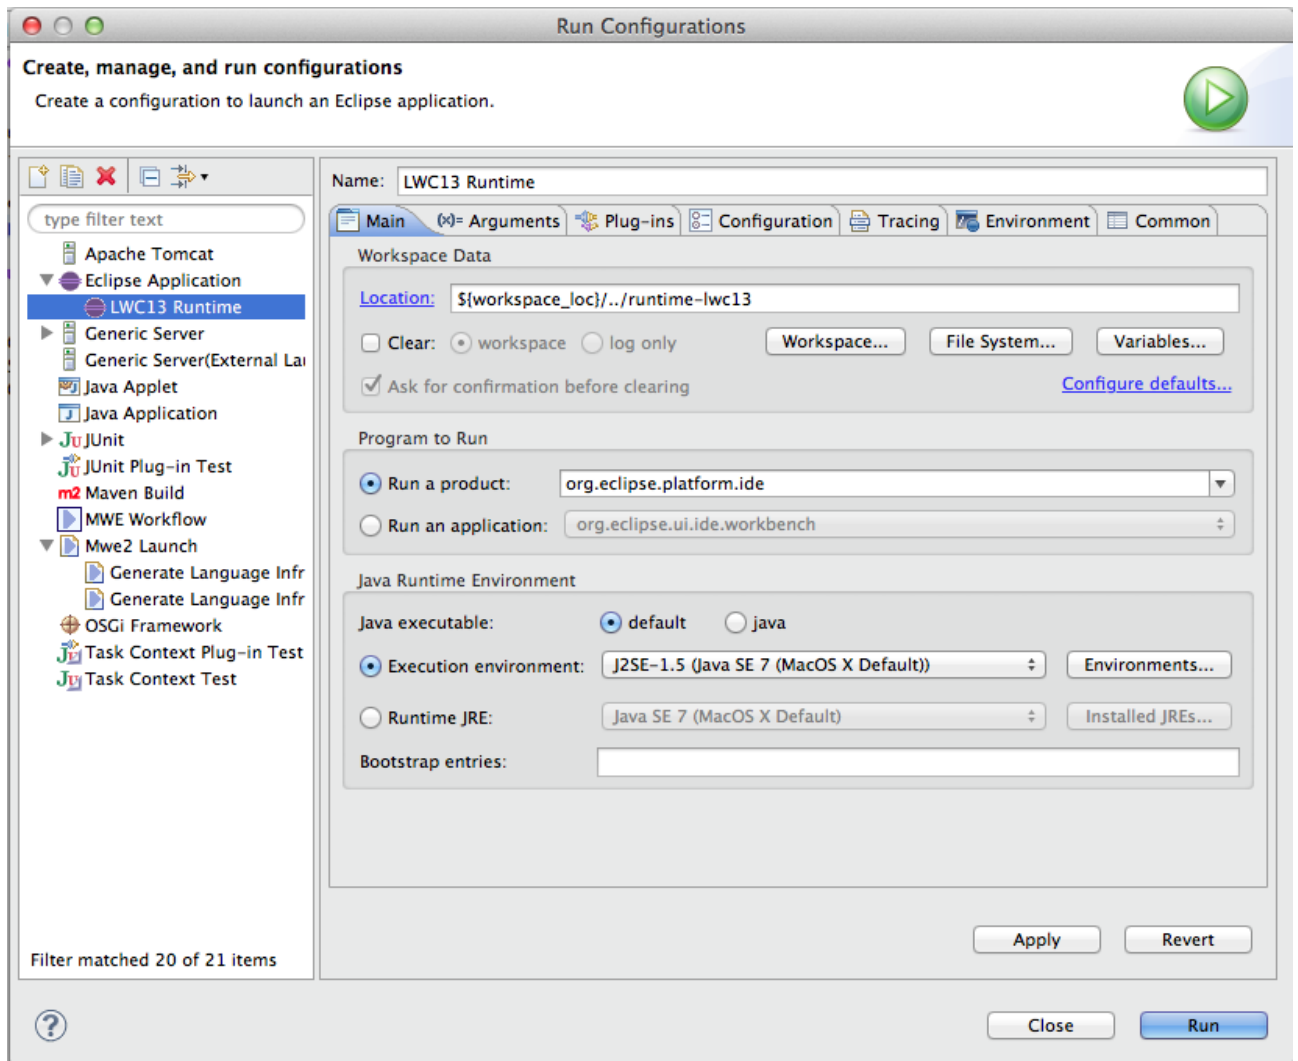 Run Configurations
Create, manage, and run configurations
Create a configuration to launch an Eclipse application.
type filter text
Apache Tomcat
Eclipse Application
LWC13 Runtime
Generic Server
Generic Server(External Lau
Java Applet
Java Application
JUnit
JUnit Plug-in Test
m2 Maven Build
MWE Workflow
Mwe2 Launch
Generate Language Infr
Generate Language Infr
OSGi Framework
Task Context Plug-in Test
Task Context Test
Filter matched 20 of 21 items
Name: LWC13 Runtime
Main (x)= Arguments Plug-ins Configuration Tracing Environment Common
Workspace Data
Location: ${workspace_loc}/../runtime-lwc13
Clear: workspace log only Workspace... File System... Variables...
Ask for confirmation before clearing Configure defaults...
Program to Run
Run a product: org.eclipse.platform.ide
Run an application: org.eclipse.ui.ide.workbench
Java Runtime Environment
Java executable: default java
Execution environment: J2SE-1.5 (Java SE 7 (MacOS X Default)) Environments...
Runtime JRE: Java SE 7 (MacOS X Default) Installed JREs...
Bootstrap entries:
Apply Revert
? Close Run